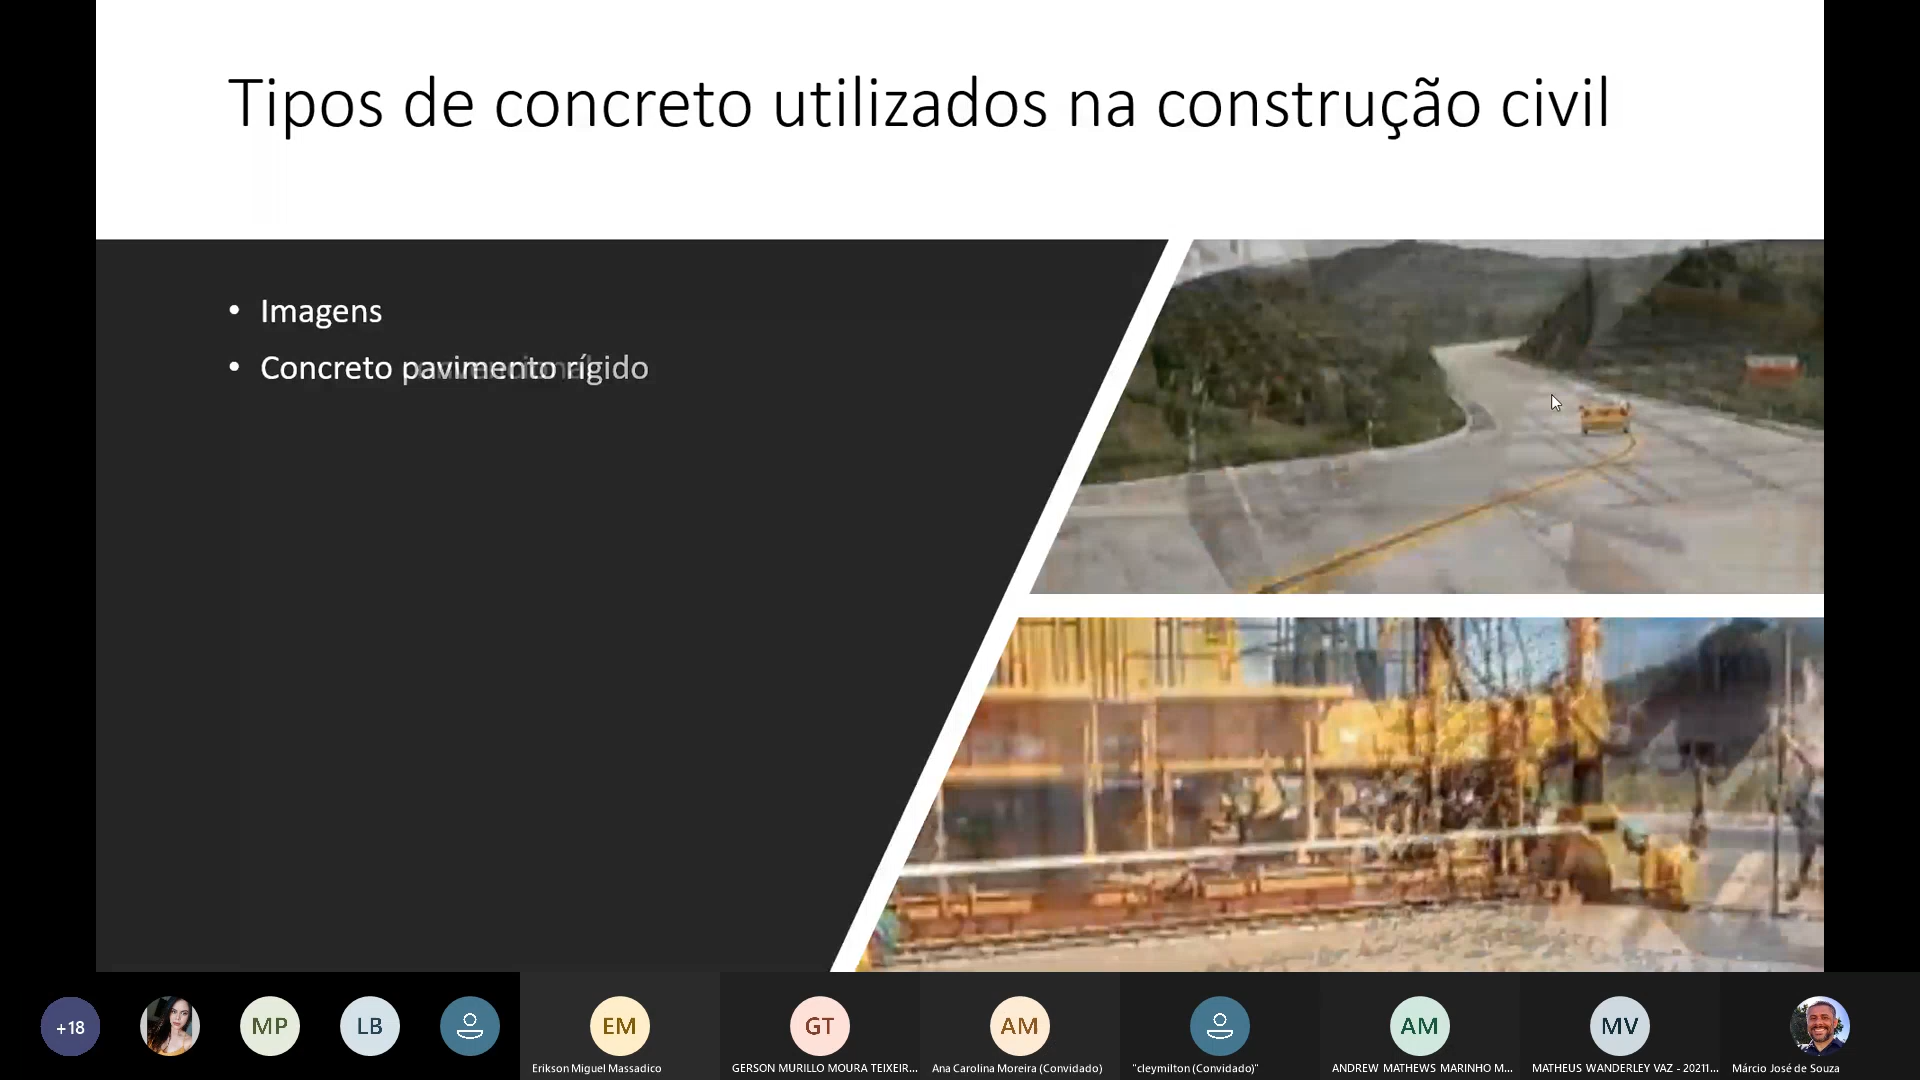 Tipos de concreto utilizados na construção civil
• Imagens
• Concreto pavimento rígido
+18
MP
LB
EM
GT
AM
AM
MV
Erikson Miguel Massadico
GERSON MURILLO MOURA TEIXEIR...
Ana Carolina Moreira (Convidado)
"cleymilton (Convidado)"
ANDREW MATHEWS MARINHO M...
MATHEUS WANDERLEY VAZ - 20211...
Márcio José de Souza